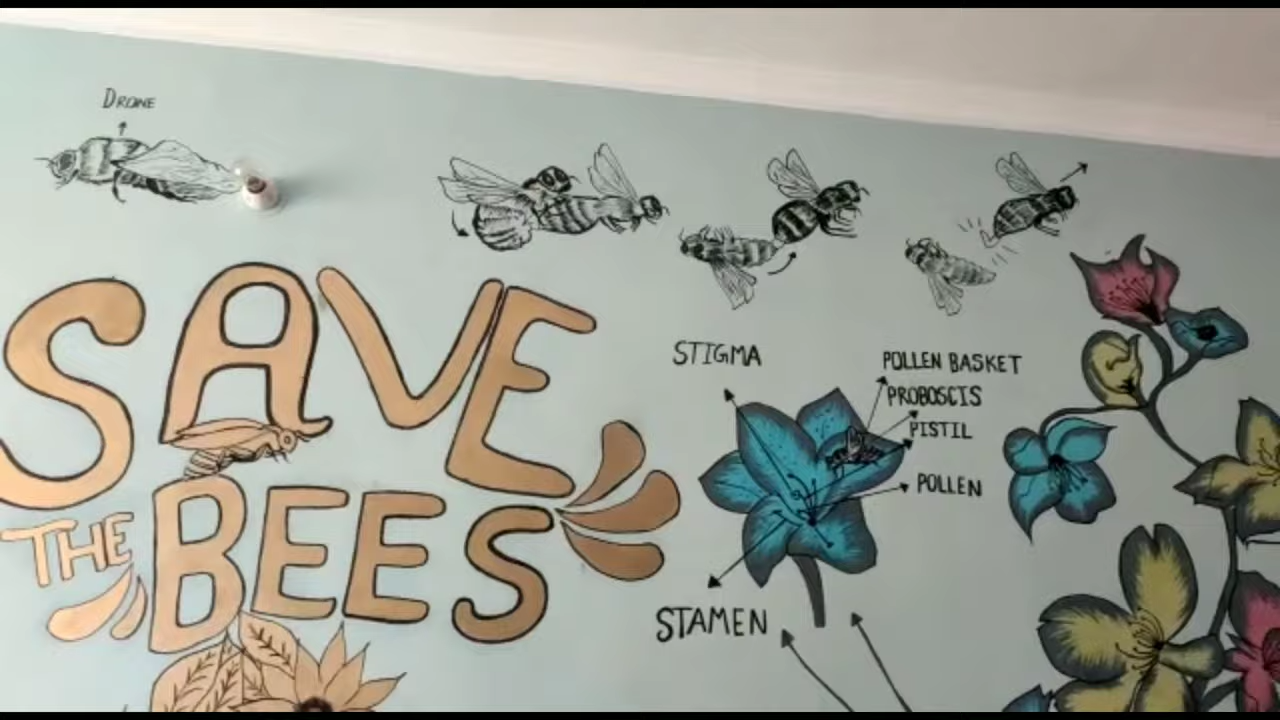 DRONE
SAVE
THE BEES
STIGMA
POLLEN BASKET
PROBOSCIS
PISTIL
POLLEN
STAMEN